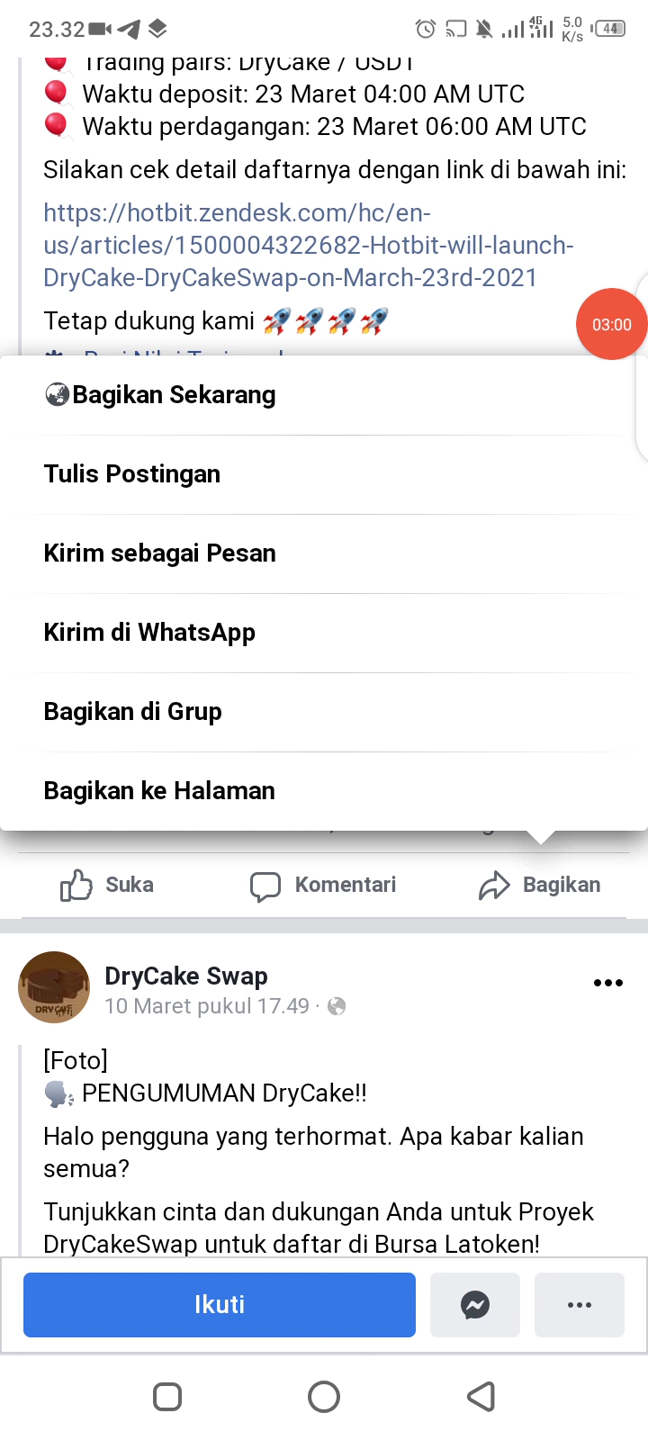 23.32
4G
5.0
K/s
44
Trading pairs: DryCake / USDT
Waktu deposit: 23 Maret 04:00 AM UTC
Waktu perdagangan: 23 Maret 06:00 AM UTC
Silakan cek detail daftarnya dengan link di bawah ini:
https://hotbit.zendesk.com/hc/en-
us/articles/1500004322682-Hotbit-will-launch-
DryCake-DryCakeSwap-on-March-23rd-2021
Tetap dukung kami 🚀🚀🚀🚀
03:00
Bagikan Sekarang
Tulis Postingan
Kirim sebagai Pesan
Kirim di WhatsApp
Bagikan di Grup
Bagikan ke Halaman
Suka
Komentari
Bagikan
DryCake Swap
10 Maret pukul 17.49 ·
DRY CAKE
[Foto]
🗣 PENGUMUMAN DryCake!!
Halo pengguna yang terhormat. Apa kabar kalian
semua?
Tunjukkan cinta dan dukungan Anda untuk Proyek
DryCakeSwap untuk daftar di Bursa Latoken!
Ikuti